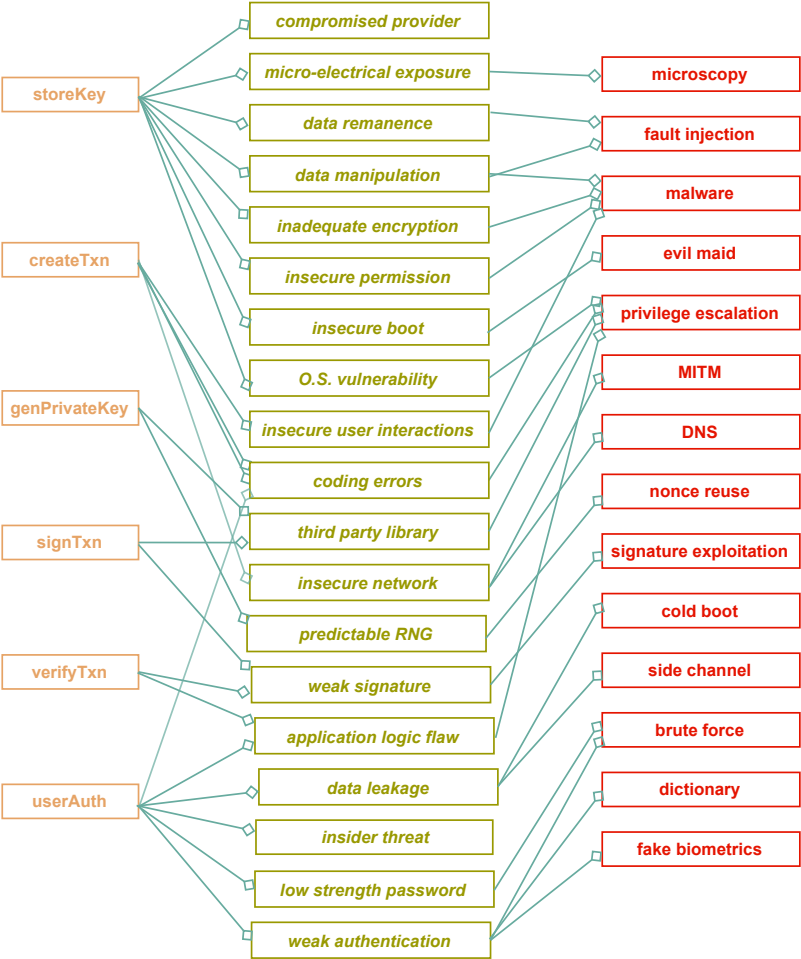 storeKey
createTxn
genPrivateKey
signTxn
verifyTxn
userAuth
compromised provider
micro-electrical exposure
data remanence
data manipulation
inadequate encryption
insecure permission
insecure boot
O.S. vulnerability
insecure user interactions
coding errors
third party library
insecure network
predictable RNG
weak signature
application logic flaw
data leakage
insider threat
low strength password
weak authentication
microscopy
fault injection
malware
evil maid
privilege escalation
MITM
DNS
nonce reuse
signature exploitation
cold boot
side channel
brute force
dictionary
fake biometrics